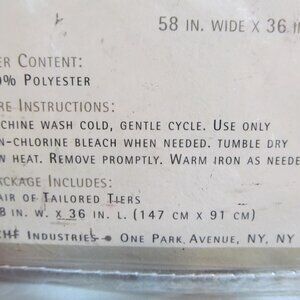 58 IN. WIDE X 36 I
ER CONTENT:
0% POLYESTER
RE INSTRUCTIONS:
CHINE WASH COLD, GENTLE CYCLE. USE ONLY
N-CHLORINE BLEACH WHEN NEEDED. TUMBLE DRY
W HEAT. REMOVE PROMPTLY. WARM IRON AS NEEDE
ACKAGE INCLUDES:
AIR OF TAILORED TIERS
8 IN. W. X 36 IN. L. (147 CM X 91 CM)
CHF INDUSTRIES • ONE PARK AVENUE, NY, NY